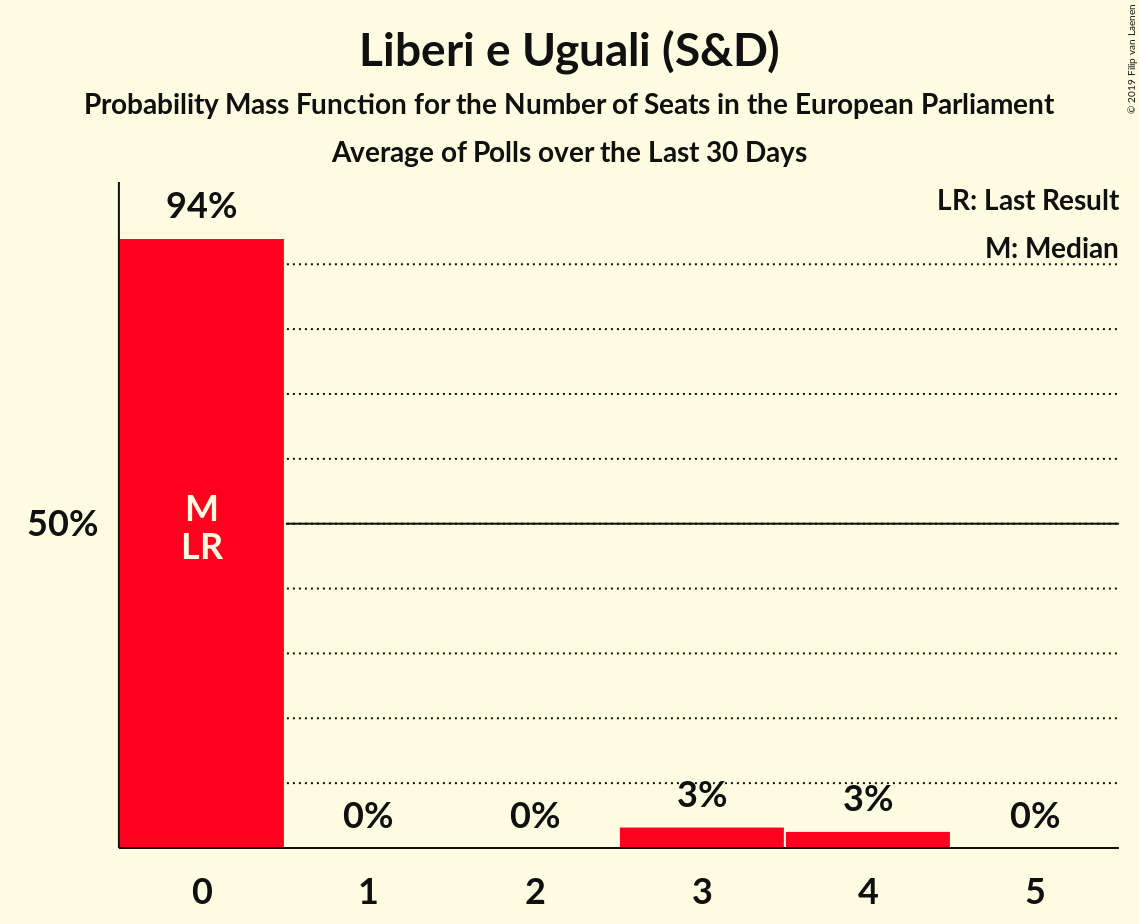 Liberi e Uguali (S&D)
Probability Mass Function for the Number of Seats in the European Parliament
Average of Polls over the Last 30 Days
© 2019 Filip van Laenen
LR: Last Result
M: Median
94%
50%
M
LR
0%
0%
3%
3%
0%
0
1
2
3
4
5